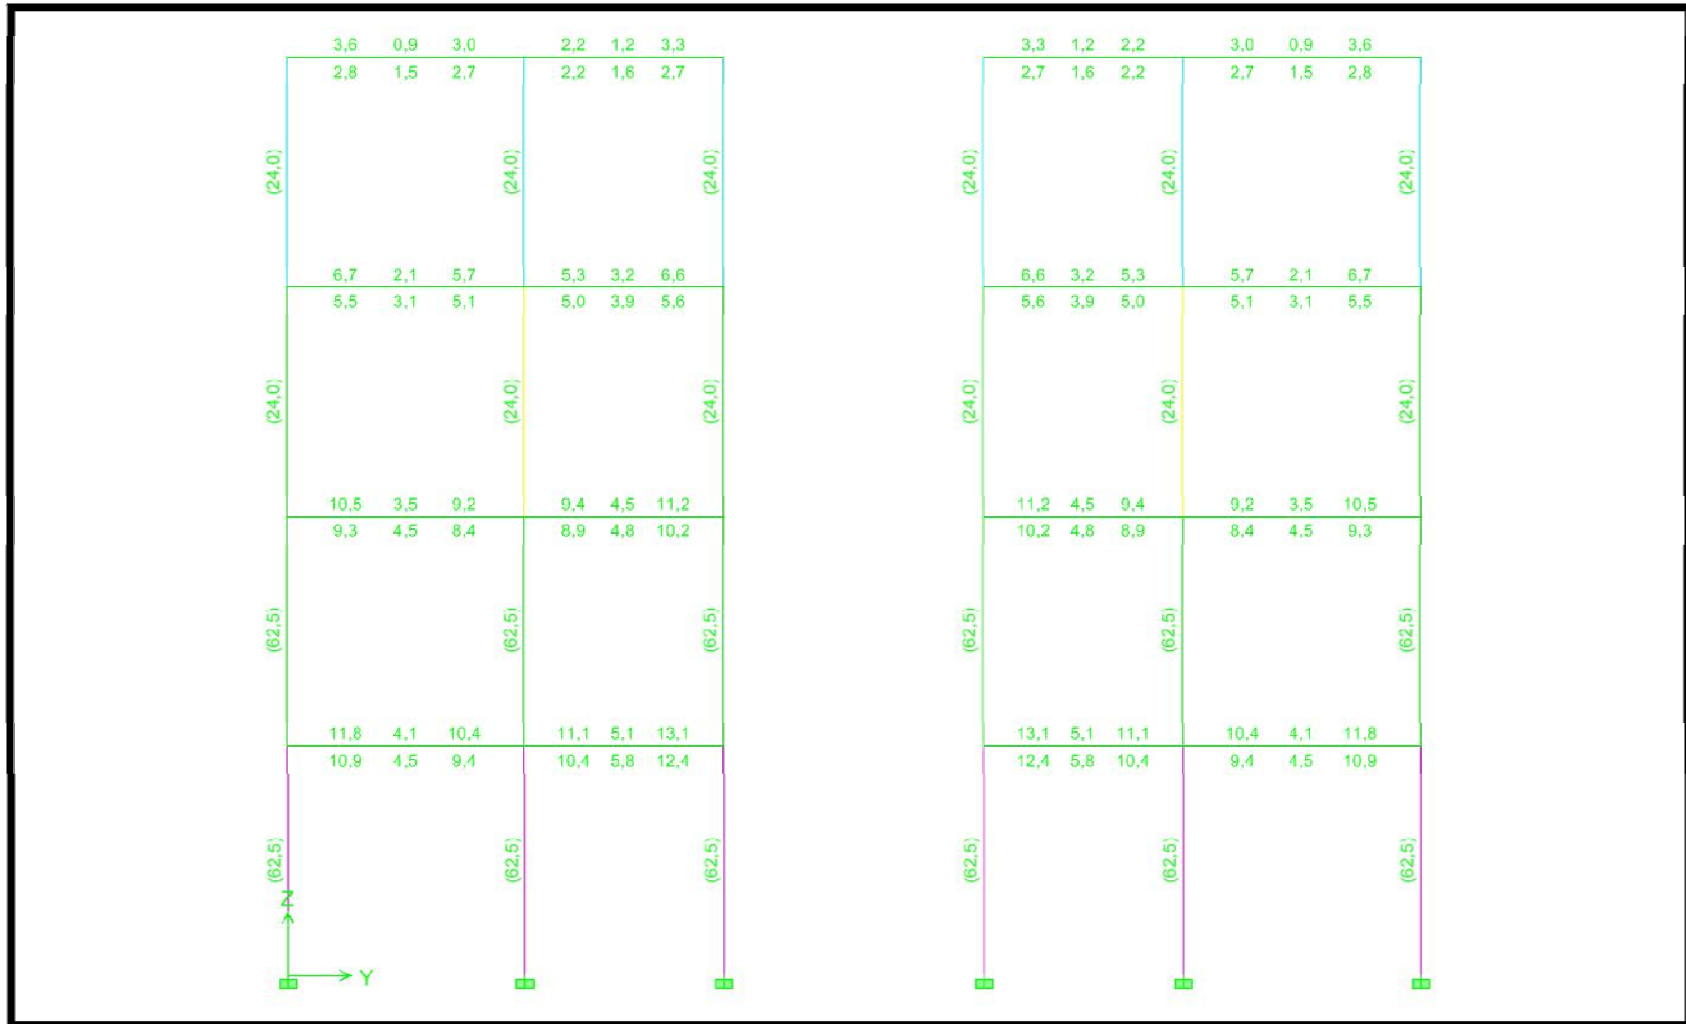 3,6 0,9 3,0 2,2 1,2 3,3 3,3 1,2 2,2 3,0 0,9 3,6
2,8 1,5 2,7 2,2 1,6 2,7 2,7 1,6 2,2 2,7 1,5 2,8
(24,0) (24,0) (24,0) (24,0) (24,0) (24,0)
6,7 2,1 5,7 5,3 3,2 6,6 6,6 3,2 5,3 5,7 2,1 6,7
5,5 3,1 5,1 5,0 3,9 5,6 5,6 3,9 5,0 5,1 3,1 5,5
(24,0) (24,0) (24,0) (24,0) (24,0) (24,0)
10,5 3,5 9,2 9,4 4,5 11,2 11,2 4,5 9,4 9,2 3,5 10,5
9,3 4,5 8,4 8,9 4,8 10,2 10,2 4,8 8,9 8,4 4,5 9,3
(62,5) (62,5) (62,5) (62,5) (62,5) (62,5)
11,8 4,1 10,4 11,1 5,1 13,1 13,1 5,1 11,1 10,4 4,1 11,8
10,9 4,5 9,4 10,4 5,8 12,4 12,4 5,8 10,4 9,4 4,5 10,9
(62,5) (62,5) (62,5) (62,5) (62,5) (62,5)
Z
Y